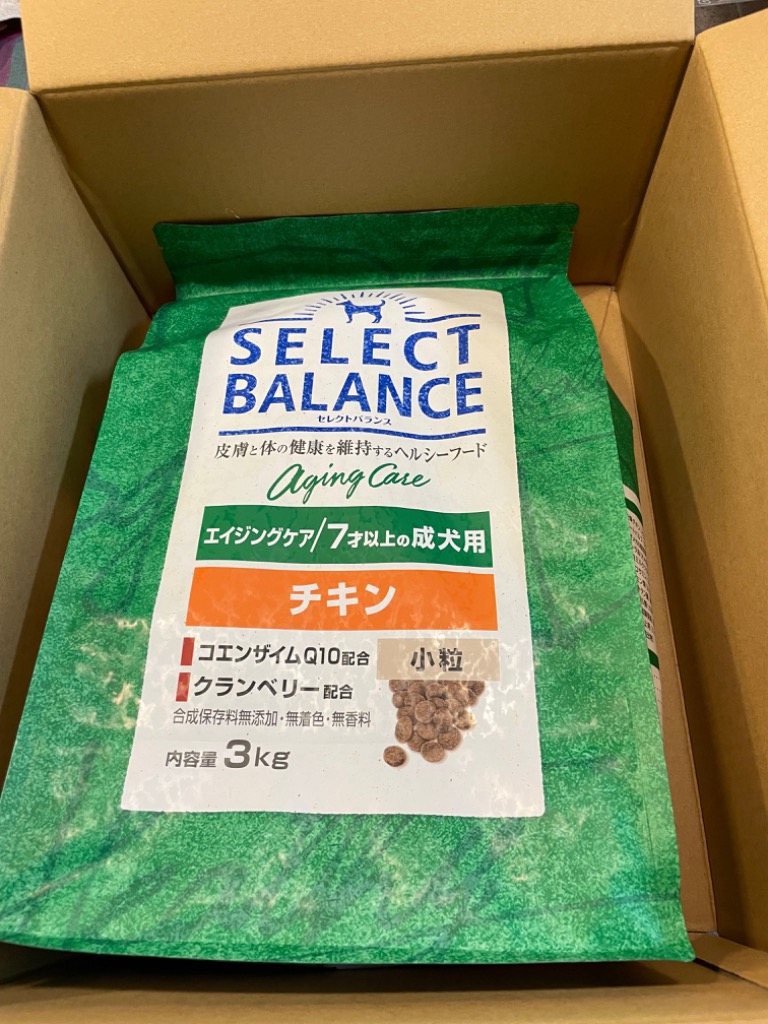 SELECT
BALANCE
セレクトバランス
皮膚と体の健康を維持するヘルシーフード
Aging Care
エイジングケア/7才以上の成犬用
チキン
コエンザイムQ10配合
小粒
クランベリー配合
合成保存料無添加・無着色・無香料
内容量 3kg